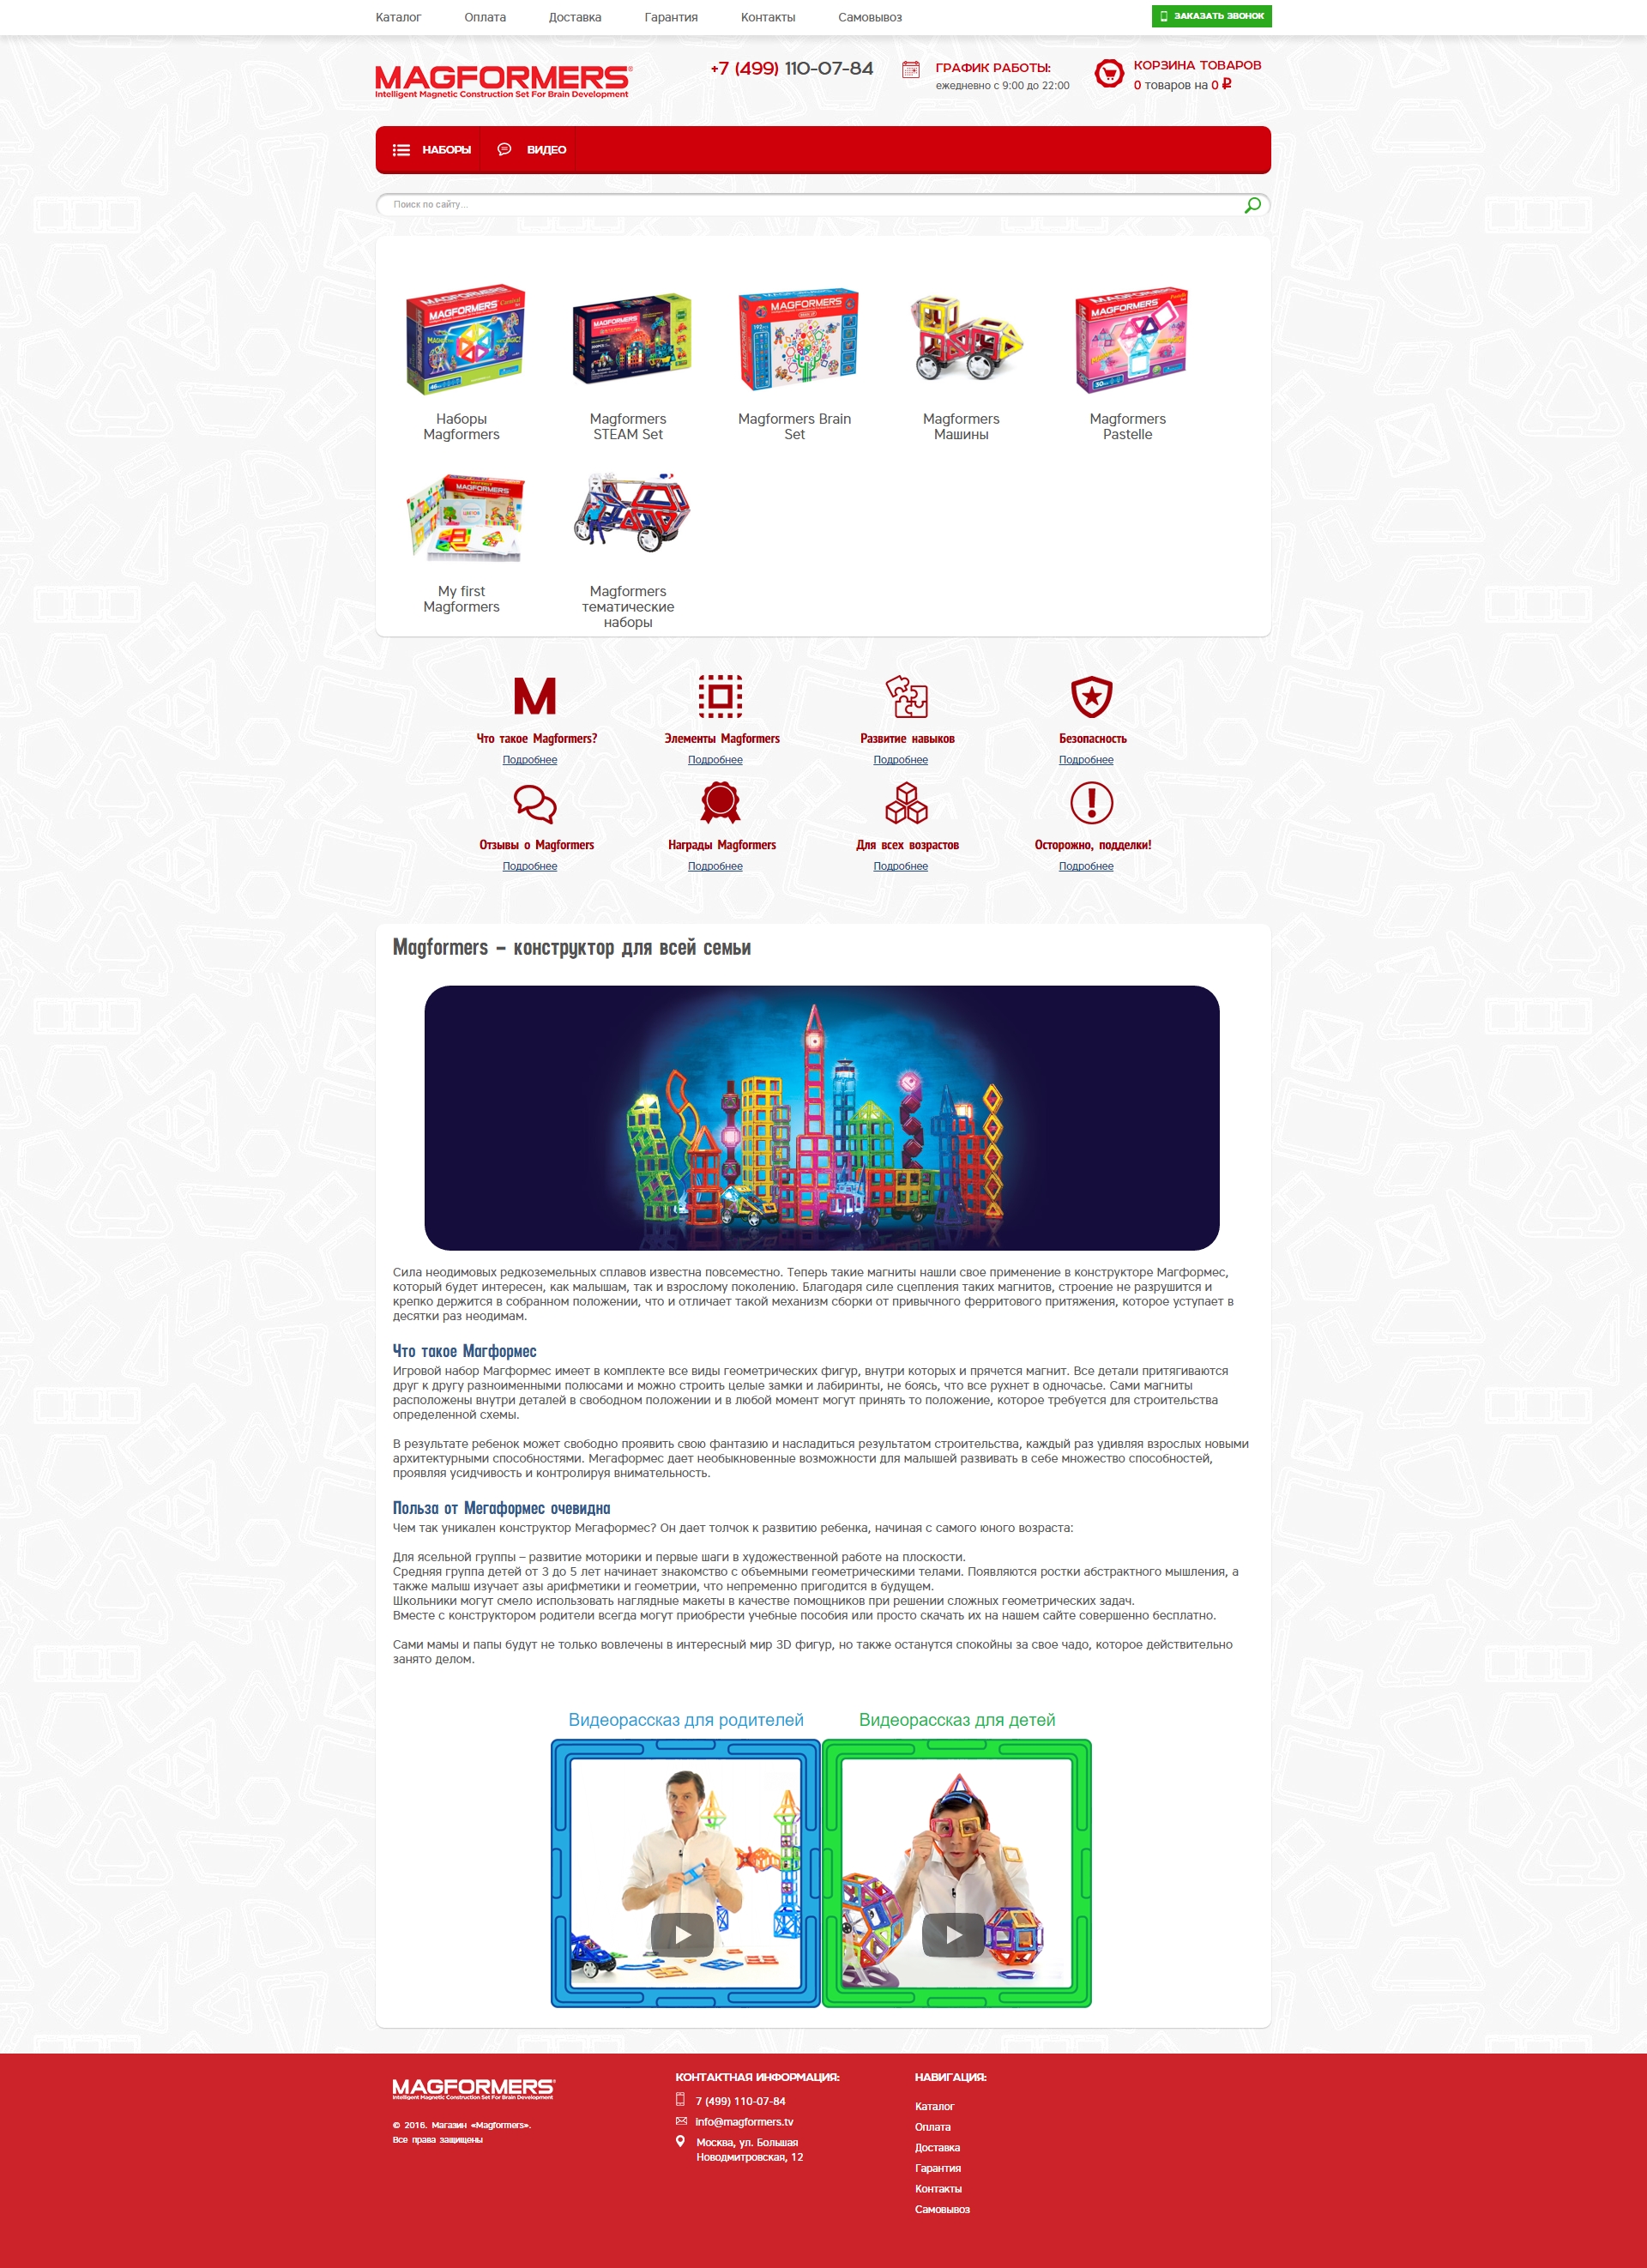 Каталог Оплата Доставка Гарантия Контакты Самовывоз ЗАКАЗАТЬ ЗВОНОК
MAGFORMERS®
Intelligent Magnetic Construction Set For Brain Development
+7 (499) 110-07-84
ГРАФИК РАБОТЫ:
ежедневно с 9:00 до 22:00
КОРЗИНА ТОВАРОВ
0 товаров на 0 ₽
НАБОРЫ ВИДЕО
Поиск по сайту...
MAGFORMERS
MAGFORMERS
MAGFORMERS
MAGFORMERS
Наборы
Magformers
Magformers
STEAM Set
Magformers Brain
Set
Magformers
Машины
Magformers
Pastelle
MAGFORMERS
My first
Magformers
Magformers
тематические
наборы
M
Что такое Magformers?
Подробнее
Элементы Magformers
Подробнее
Развитие навыков
Подробнее
Безопасность
Подробнее
Отзывы о Magformers
Подробнее
Награды Magformers
Подробнее
Для всех возрастов
Подробнее
Осторожно, подделки!
Подробнее
Magformers – конструктор для всей семьи
Сила неодимовых редкоземельных сплавов известна повсеместно. Теперь такие магниты нашли свое применение в конструкторе Магформес,
который будет интересен, как малышам, так и взрослому поколению. Благодаря силе сцепления таких магнитов, строение не разрушится и
крепко держится в собранном положении, что и отличает такой механизм сборки от привычного ферритового притяжения, которое уступает в
десятки раз неодимам.
Что такое Магформес
Игровой набор Магформес имеет в комплекте все виды геометрических фигур, внутри которых и прячется магнит. Все детали притягиваются
друг к другу разноименными полюсами и можно строить целые замки и лабиринты, не боясь, что все рухнет в одночасье. Сами магниты
расположены внутри деталей в свободном положении и в любой момент могут принять то положение, которое требуется для строительства
определенной схемы.
В результате ребенок может свободно проявить свою фантазию и насладиться результатом строительства, каждый раз удивляя взрослых новыми
архитектурными способностями. Мегаформес дает необыкновенные возможности для малышей развивать в себе множество способностей,
проявляя усидчивость и контролируя внимательность.
Польза от Мегаформес очевидна
Чем так уникален конструктор Мегаформес? Он дает толчок к развитию ребенка, начиная с самого юного возраста:
Для ясельной группы – развитие моторики и первые шаги в художественной работе на плоскости.
Средняя группа детей от 3 до 5 лет начинает знакомство с объемными геометрическими телами. Появляются ростки абстрактного мышления, а
также малыш изучает азы арифметики и геометрии, что непременно пригодится в будущем.
Школьники могут смело использовать наглядные макеты в качестве помощников при решении сложных геометрических задач.
Вместе с конструктором родители всегда могут приобрести учебные пособия или просто скачать их на нашем сайте совершенно бесплатно.
Сами мамы и папы будут не только вовлечены в интересный мир 3D фигур, но также останутся спокойны за свое чадо, которое действительно
занято делом.
Видеорассказ для родителей
Видеорассказ для детей
MAGFORMERS®
Intelligent Magnetic Construction Set For Brain Development
© 2016. Магазин «Magformers».
Все права защищены
КОНТАКТНАЯ ИНФОРМАЦИЯ:
7 (499) 110-07-84
info@magformers.tv
Москва, ул. Большая
Новодмитровская, 12
НАВИГАЦИЯ:
Каталог
Оплата
Доставка
Гарантия
Контакты
Самовывоз